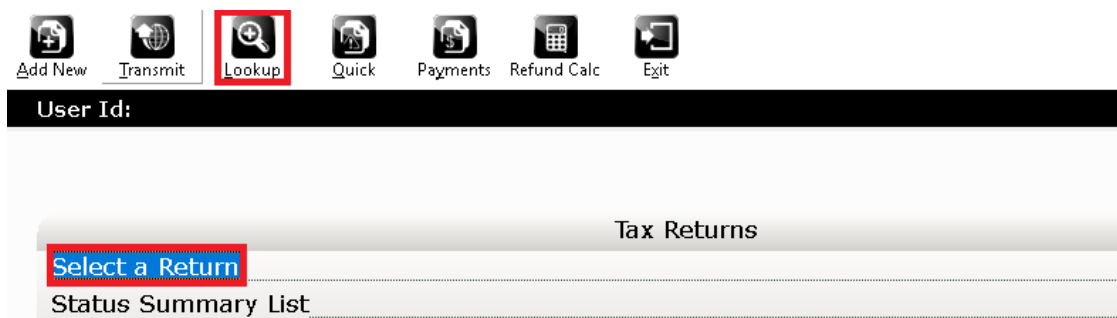 Add New Transmit Lookup Quick Payments Refund Calc Exit
User Id:
Tax Returns
Select a Return
Status Summary List